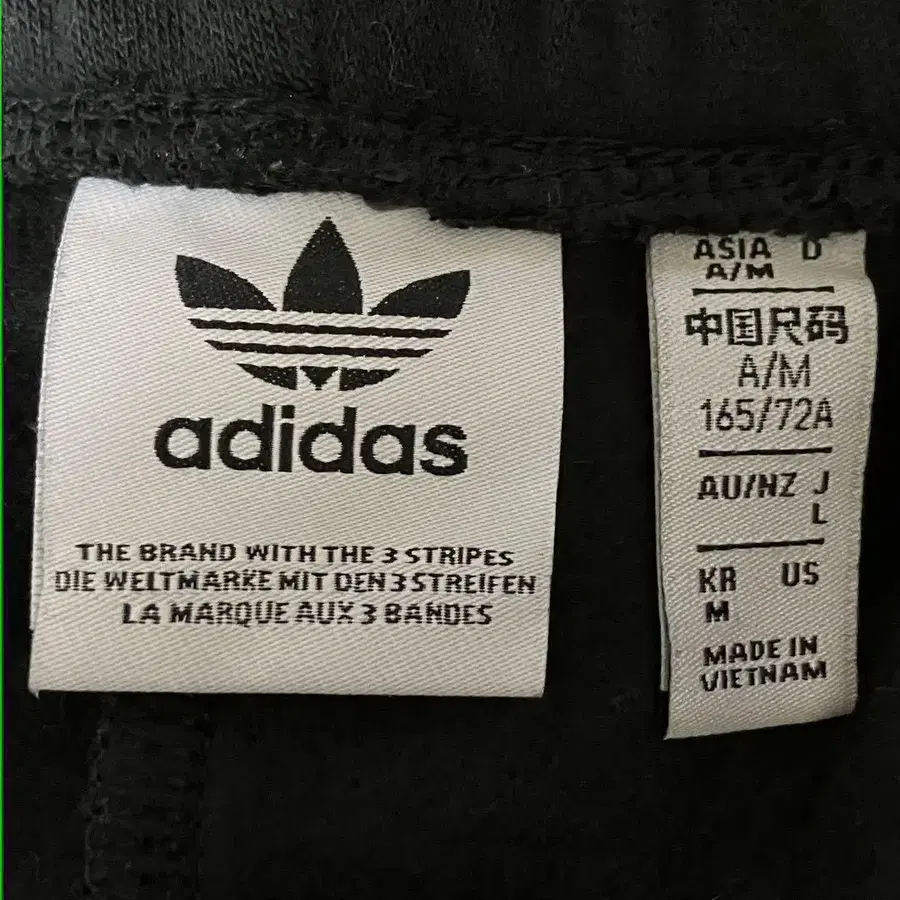 adidas
THE BRAND WITH THE 3 STRIPES
DIE WELTMARKE MIT DEN 3 STREIFEN
LA MARQUE AUX 3 BANDES
ASIA D
A/M
中国尺码
A/M
165/72A
AU/NZ J
L
KR US
M
MADE IN
VIETNAM